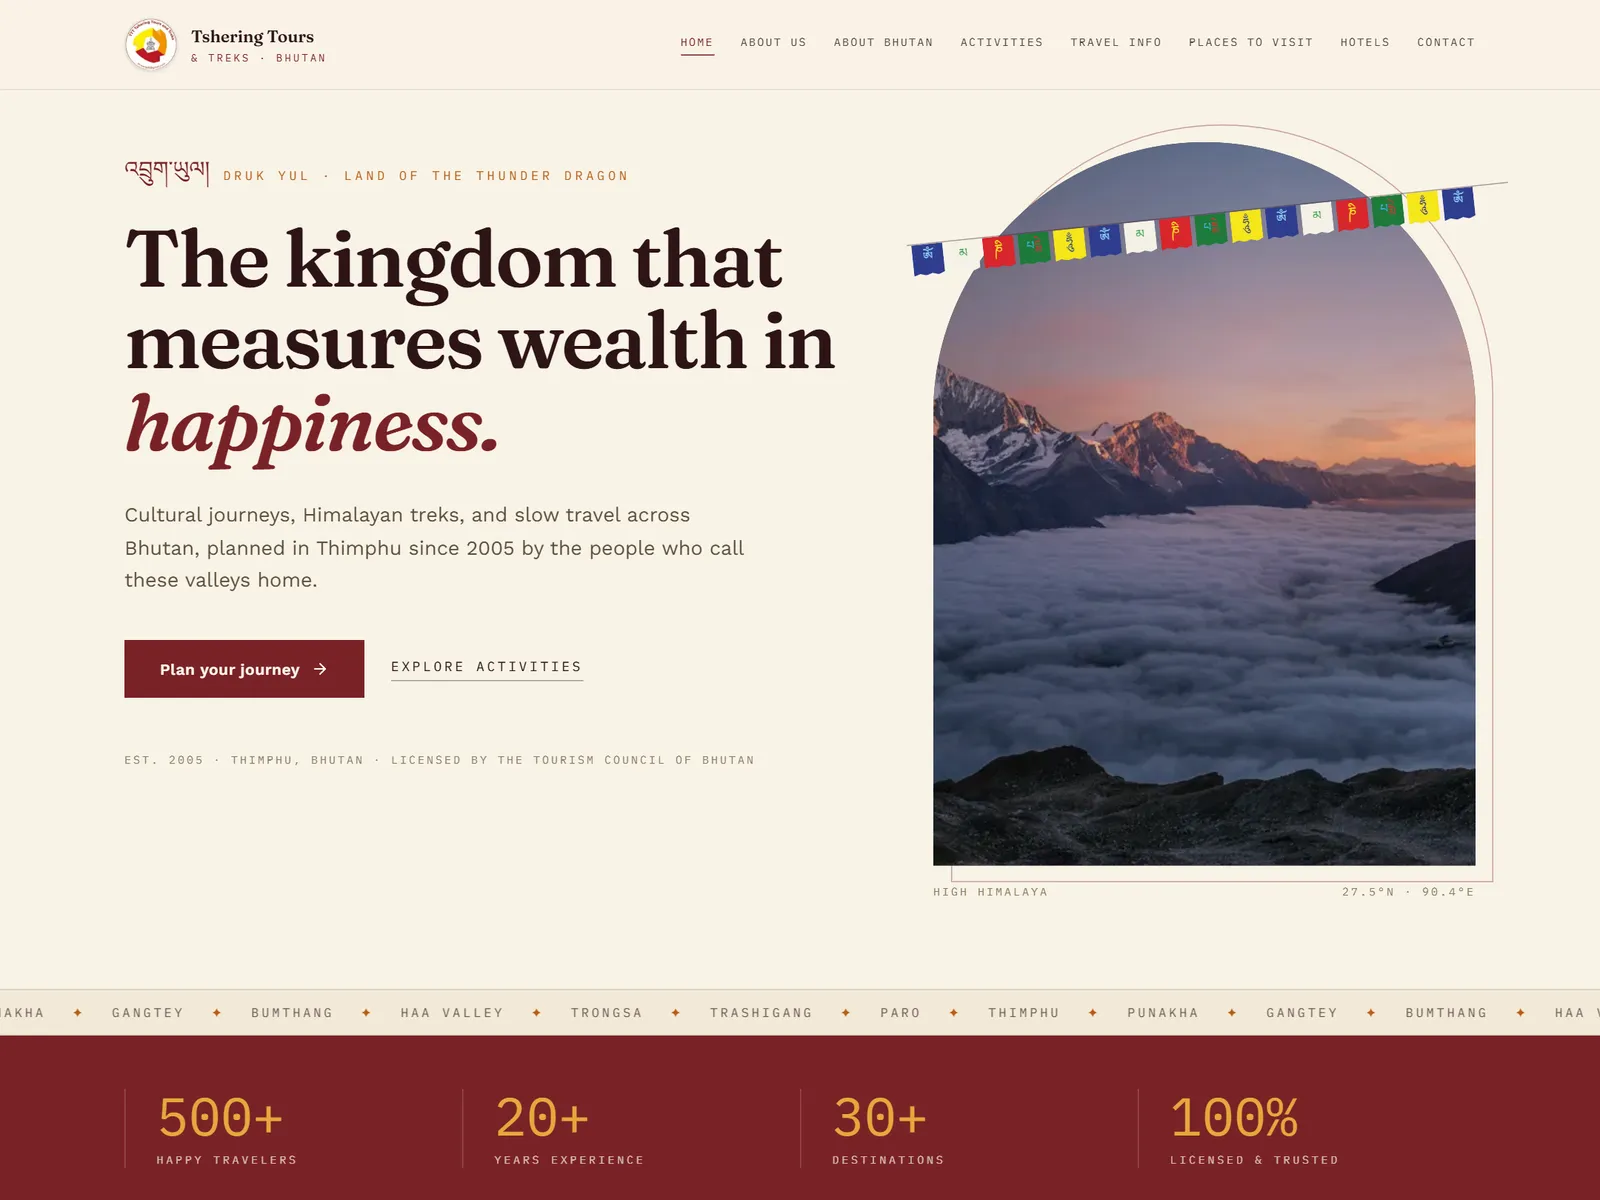 Tshering Tours
& TREKS · BHUTAN
HOME
ABOUT US
ABOUT BHUTAN
ACTIVITIES
TRAVEL INFO
PLACES TO VISIT
HOTELS
CONTACT
འབྲུག་ཡུལ། DRUK YUL · LAND OF THE THUNDER DRAGON
The kingdom that
measures wealth in
happiness.
Cultural journeys, Himalayan treks, and slow travel across
Bhutan, planned in Thimphu since 2005 by the people who call
these valleys home.
Plan your journey →
EXPLORE ACTIVITIES
EST. 2005 · THIMPHU, BHUTAN · LICENSED BY THE TOURISM COUNCIL OF BHUTAN
HIGH HIMALAYA
27.5°N · 90.4°E
AKHA ✦ GANGTEY ✦ BUMTHANG ✦ HAA VALLEY ✦ TRONGSA ✦ TRASHIGANG ✦ PARO ✦ THIMPHU ✦ PUNAKHA ✦ GANGTEY ✦ BUMTHANG ✦ HAA
500+
HAPPY TRAVELERS
20+
YEARS EXPERIENCE
30+
DESTINATIONS
100%
LICENSED & TRUSTED